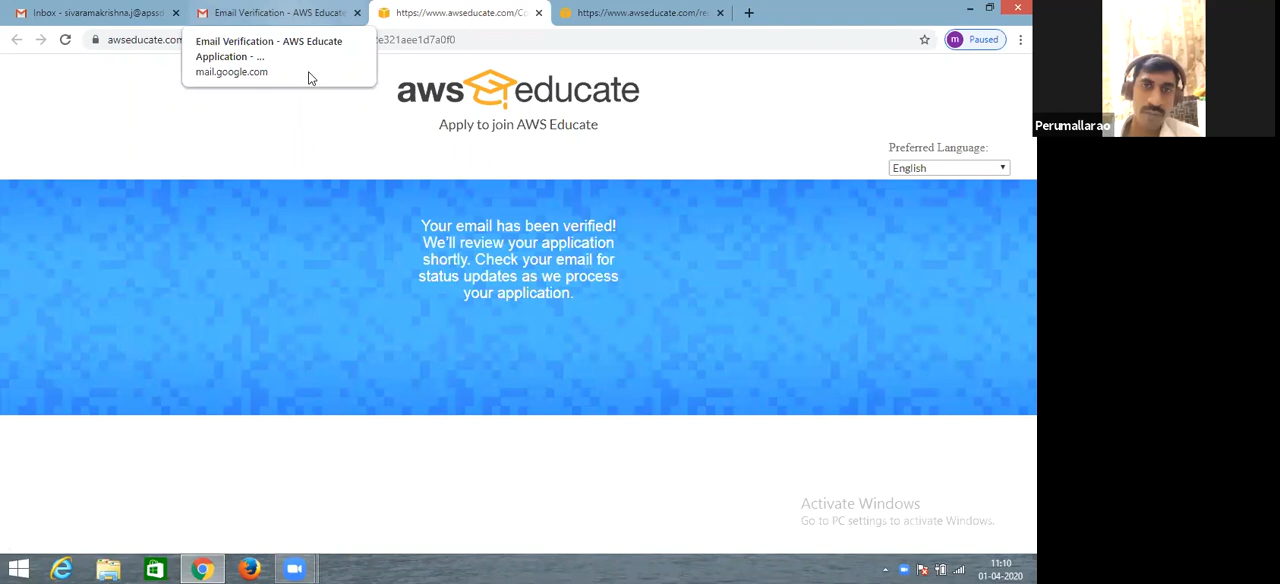 Inbox - sivaramakrishna.j@apssd
Email Verification - AWS Educate
https://www.awseducate.com/Co
https://www.awseducate.com/re
awseducate.com
e321aee1d7a0f0
m Paused
Email Verification - AWS Educate
Application - ...
mail.google.com
aws educate
Apply to join AWS Educate
Preferred Language:
English
Perumallarao
Your email has been verified!
We'll review your application
shortly. Check your email for
status updates as we process
your application.
Activate Windows
Go to PC settings to activate Windows.
11:10
01-04-2020